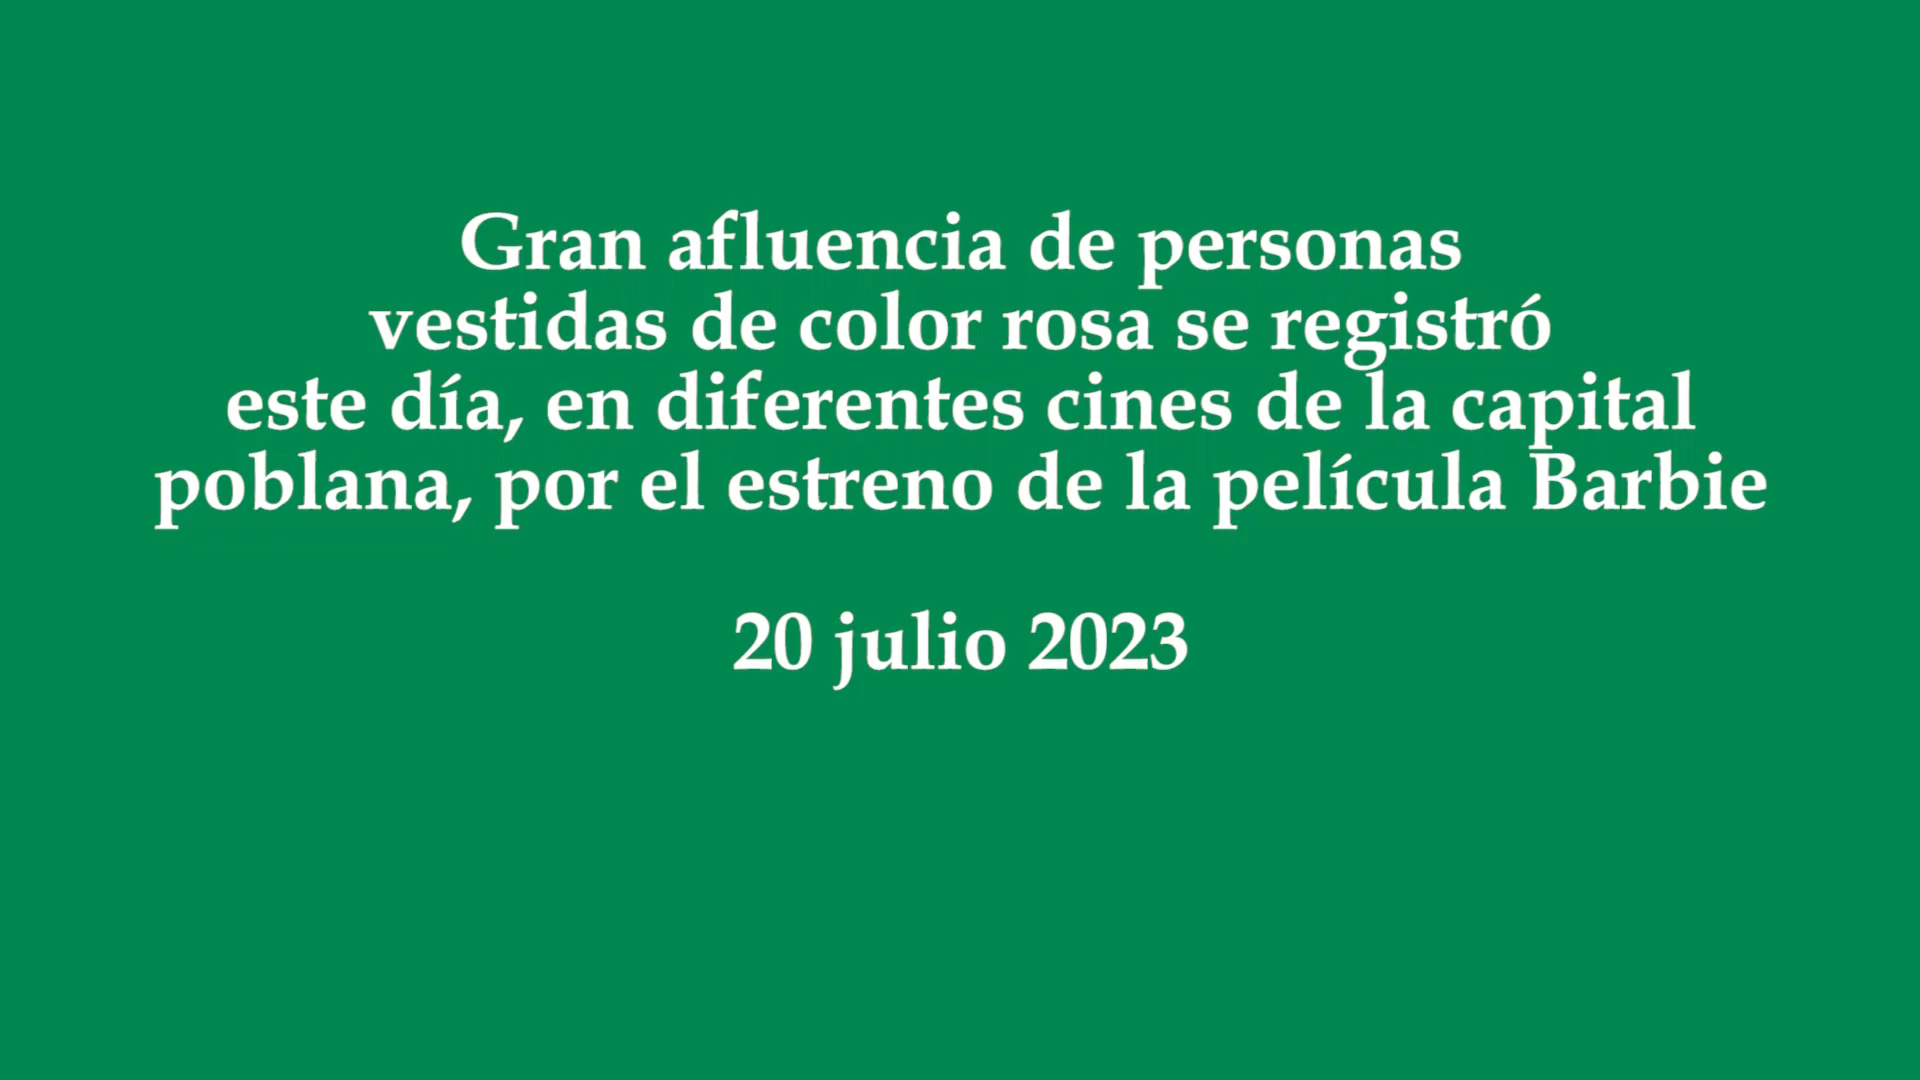 Gran afluencia de personas
vestidas de color rosa se registró
este día, en diferentes cines de la capital
poblana, por el estreno de la película Barbie
20 julio 2023